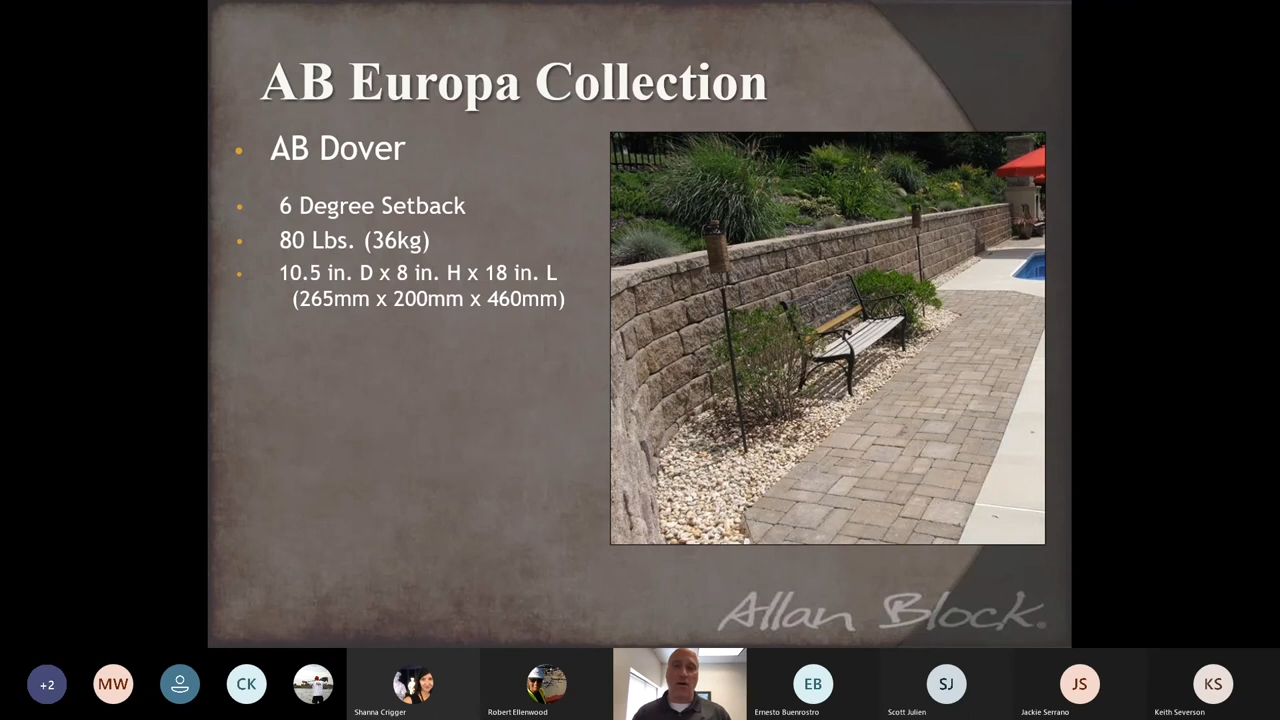 AB Europa Collection
• AB Dover
• 6 Degree Setback
• 80 Lbs. (36kg)
• 10.5 in. D x 8 in. H x 18 in. L
(265mm x 200mm x 460mm)
Allan Block.
+2
MW
CK
EB
SJ
JS
KS
Shanna Crigger
Robert Ellenwood
Ernesto Buenrostro
Scott Julien
Jackie Serrano
Keith Severson